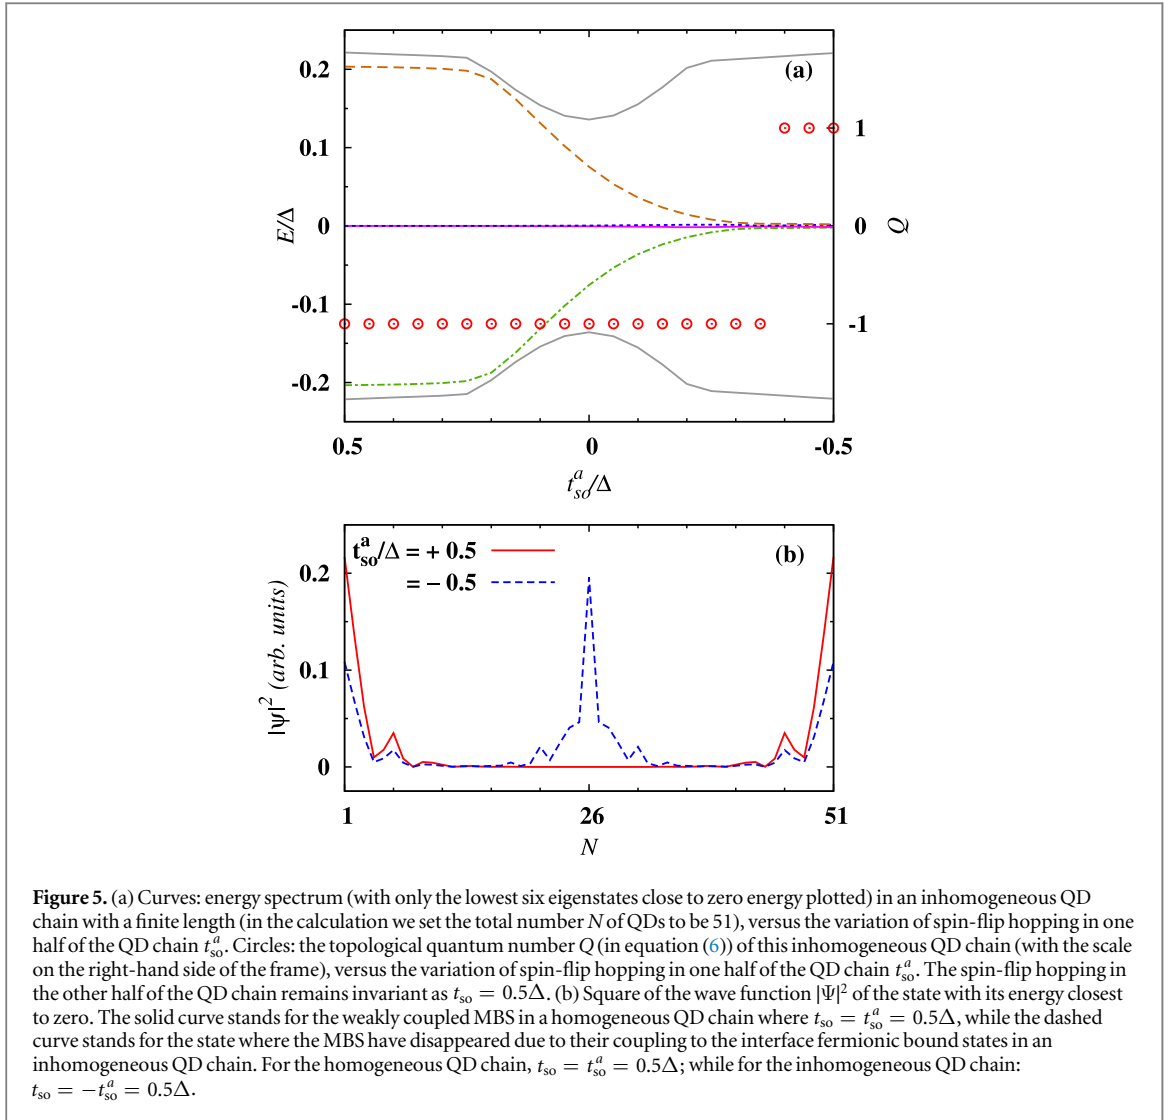 (a)
0.2
0.1
0
-0.1
-0.2
E/Δ
1
0
-1
Q
0.5
0
-0.5
t^a_so/Δ
(b)
t^a_so/Δ = + 0.5
= − 0.5
0.2
0.1
0
|ψ|² (arb. units)
1
26
51
N
Figure 5. (a) Curves: energy spectrum (with only the lowest six eigenstates close to zero energy plotted) in an inhomogeneous QD
chain with a finite length (in the calculation we set the total number N of QDs to be 51), versus the variation of spin-flip hopping in one
half of the QD chain t^a_so. Circles: the topological quantum number Q (in equation (6)) of this inhomogeneous QD chain (with the scale
on the right-hand side of the frame), versus the variation of spin-flip hopping in one half of the QD chain t^a_so. The spin-flip hopping in
the other half of the QD chain remains invariant as t_so = 0.5Δ. (b) Square of the wave function |Ψ|² of the state with its energy closest
to zero. The solid curve stands for the weakly coupled MBS in a homogeneous QD chain where t_so = t^a_so = 0.5Δ, while the dashed
curve stands for the state where the MBS have disappeared due to their coupling to the interface fermionic bound states in an
inhomogeneous QD chain. For the homogeneous QD chain, t_so = t^a_so = 0.5Δ; while for the inhomogeneous QD chain:
t_so = −t^a_so = 0.5Δ.